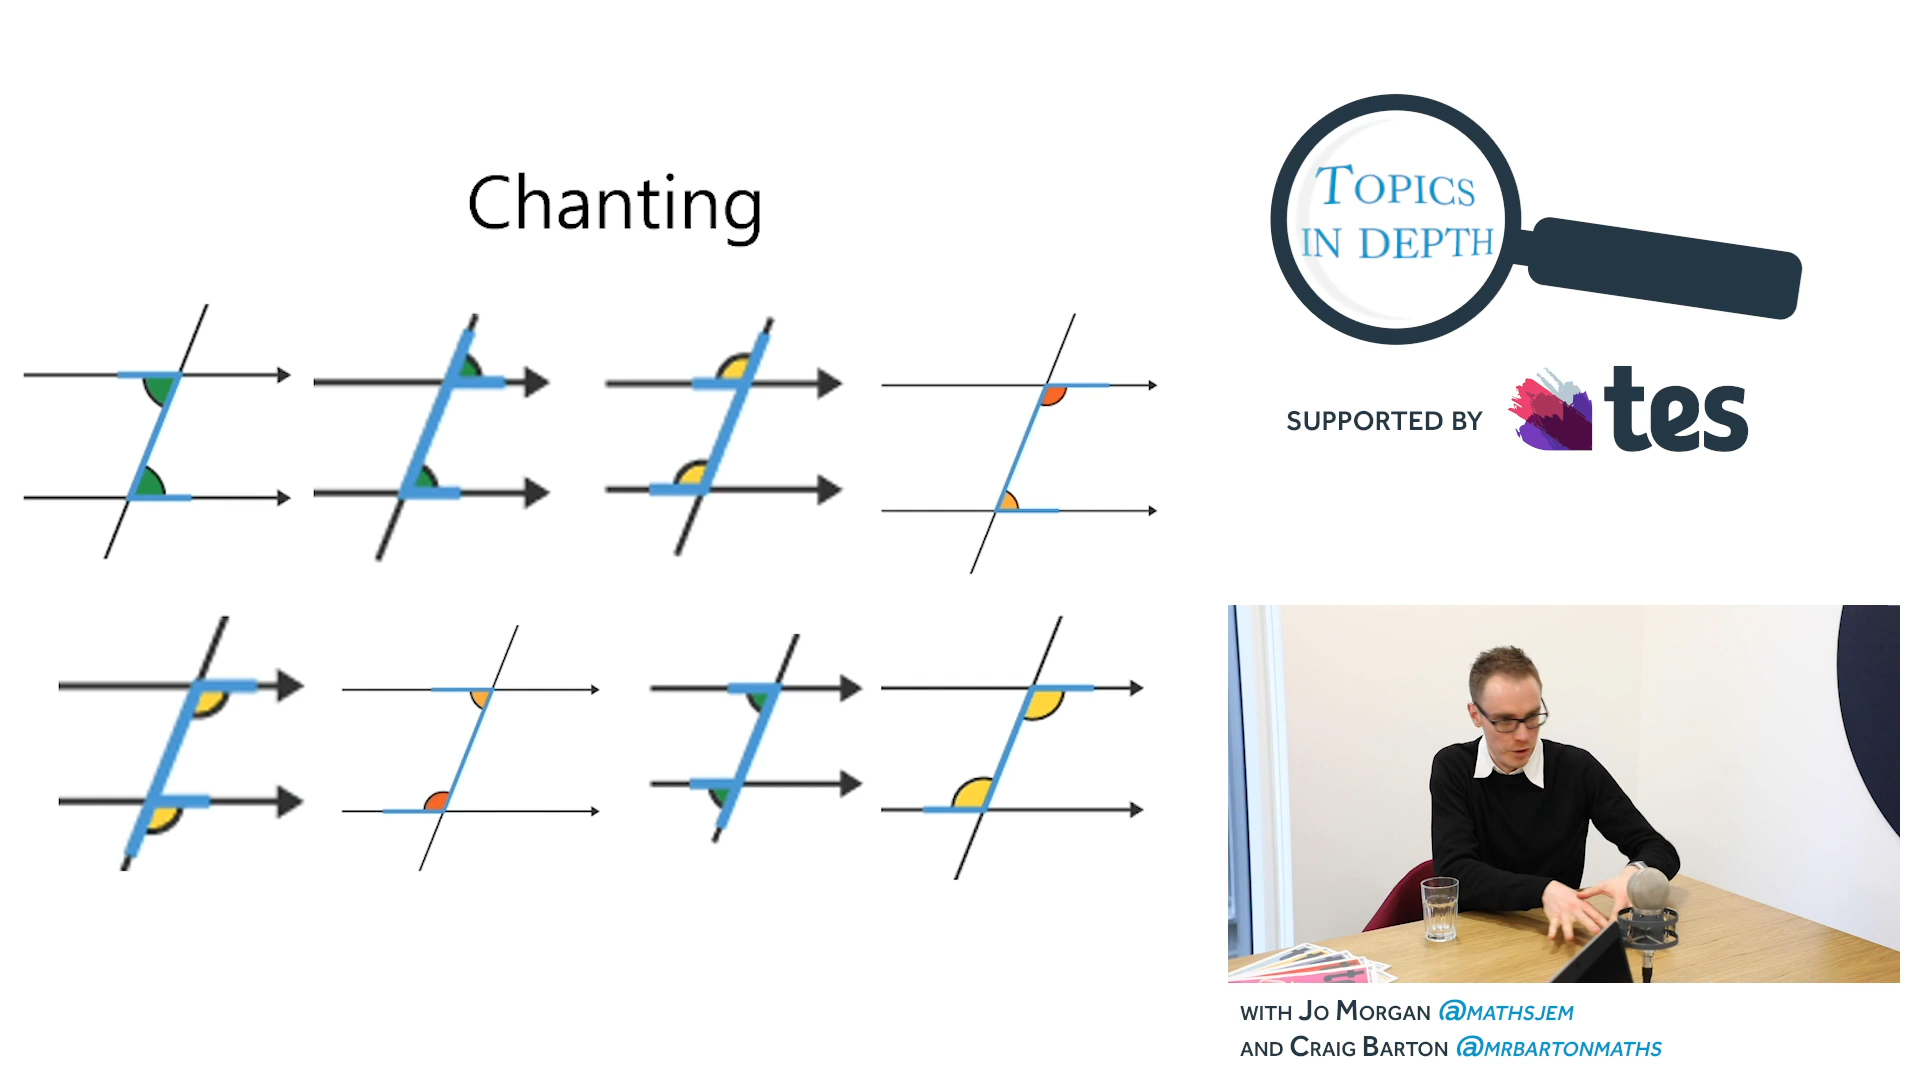 Chanting
TOPICS
IN DEPTH
SUPPORTED BY tes
WITH JO MORGAN @MATHSJEM
AND CRAIG BARTON @MRBARTONMATHS